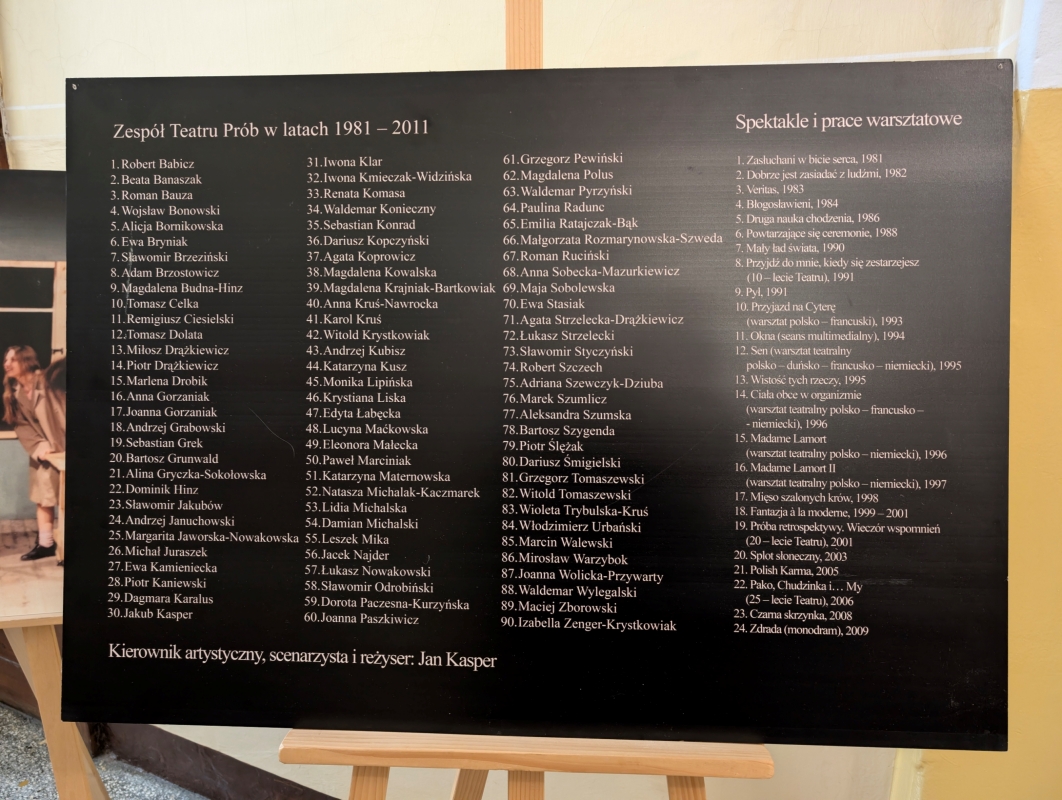 Zespół Teatru Prób w latach 1981 – 2011
1. Robert Babicz
2. Beata Banaszak
3. Roman Bauza
4. Wojsław Bonowski
5. Alicja Bornikowska
6. Ewa Bryniak
7. Sławomir Brzeziński
8. Adam Brzostowicz
9. Magdalena Budna-Hinz
10. Tomasz Celka
11. Remigiusz Ciesielski
12. Tomasz Dolata
13. Miłosz Drążkiewicz
14. Piotr Drążkiewicz
15. Marlena Drobik
16. Anna Gorzaniak
17. Joanna Gorzaniak
18. Andrzej Grabowski
19. Sebastian Grek
20. Bartosz Grunwald
21. Alina Gryczka-Sokołowska
22. Dominik Hinz
23. Sławomir Jakubów
24. Andrzej Januchowski
25. Margarita Jaworska-Nowakowska
26. Michał Juraszek
27. Ewa Kamieniecka
28. Piotr Kaniewski
29. Dagmara Karalus
30. Jakub Kasper
31. Iwona Klar
32. Iwona Kmieczak-Widzińska
33. Renata Komasa
34. Waldemar Konieczny
35. Sebastian Konrad
36. Dariusz Kopczyński
37. Agata Koprowicz
38. Magdalena Kowalska
39. Magdalena Krajniak-Bartkowiak
40. Anna Kruś-Nawrocka
41. Karol Kruś
42. Witold Krystkowiak
43. Andrzej Kubisz
44. Katarzyna Kusz
45. Monika Lipińska
46. Krystiana Liska
47. Edyta Łabęcka
48. Lucyna Maćkowska
49. Eleonora Małecka
50. Paweł Marciniak
51. Katarzyna Maternowska
52. Natasza Michalak-Kaczmarek
53. Lidia Michalska
54. Damian Michalski
55. Leszek Mika
56. Jacek Najder
57. Łukasz Nowakowski
58. Sławomir Odrobiński
59. Dorota Paczesna-Kurzyńska
60. Joanna Paszkiwicz
61. Grzegorz Pewiński
62. Magdalena Polus
63. Waldemar Pyrzyński
64. Paulina Radunc
65. Emilia Ratajczak-Bąk
66. Małgorzata Rozmarynowska-Szweda
67. Roman Ruciński
68. Anna Sobecka-Mazurkiewicz
69. Maja Sobolewska
70. Ewa Stasiak
71. Agata Strzelecka-Drążkiewicz
72. Łukasz Strzelecki
73. Sławomir Styczyński
74. Robert Szczech
75. Adriana Szewczyk-Dziuba
76. Marek Szumlicz
77. Aleksandra Szumska
78. Bartosz Szygenda
79. Piotr Ślężak
80. Dariusz Śmigielski
81. Grzegorz Tomaszewski
82. Witold Tomaszewski
83. Wioleta Trybulska-Kruś
84. Włodzimierz Urbański
85. Marcin Walewski
86. Mirosław Warzybok
87. Joanna Wolicka-Przywarty
88. Waldemar Wylegalski
89. Maciej Zborowski
90. Izabella Zenger-Krystkowiak
Kierownik artystyczny, scenarzysta i reżyser: Jan Kasper
Spektakle i prace warsztatowe
1. Zasłuchani w bicie serca, 1981
2. Dobrze jest zasiadać z ludźmi, 1982
3. Veritas, 1983
4. Błogosławieni, 1984
5. Druga nauka chodzenia, 1986
6. Powtarzające się ceremonie, 1988
7. Mały ład świata, 1990
8. Przyjdź do mnie, kiedy się zestarzejesz
(10 – lecie Teatru), 1991
9. Pył, 1991
10. Przyjazd na Cyterę
(warsztat polsko – francuski), 1993
11. Okna (seans multimedialny), 1994
12. Sen (warsztat teatralny
polsko – duńsko – francusko – niemiecki), 1995
13. Wistość tych rzeczy, 1995
14. Ciała obce w organizmie
(warsztat teatralny polsko – francusko –
- niemiecki), 1996
15. Madame Lamort
(warsztat teatralny polsko – niemiecki), 1996
16. Madame Lamort II
(warsztat teatralny polsko – niemiecki), 1997
17. Mięso szalonych krów, 1998
18. Fantazja à la moderne, 1999 – 2001
19. Próba retrospektywy. Wieczór wspomnień
(20 – lecie Teatru), 2001
20. Splot słoneczny, 2003
21. Polish Karma, 2005
22. Pako, Chudzinka i… My
(25 – lecie Teatru), 2006
23. Czarna skrzynka, 2008
24. Zdrada (monodram), 2009